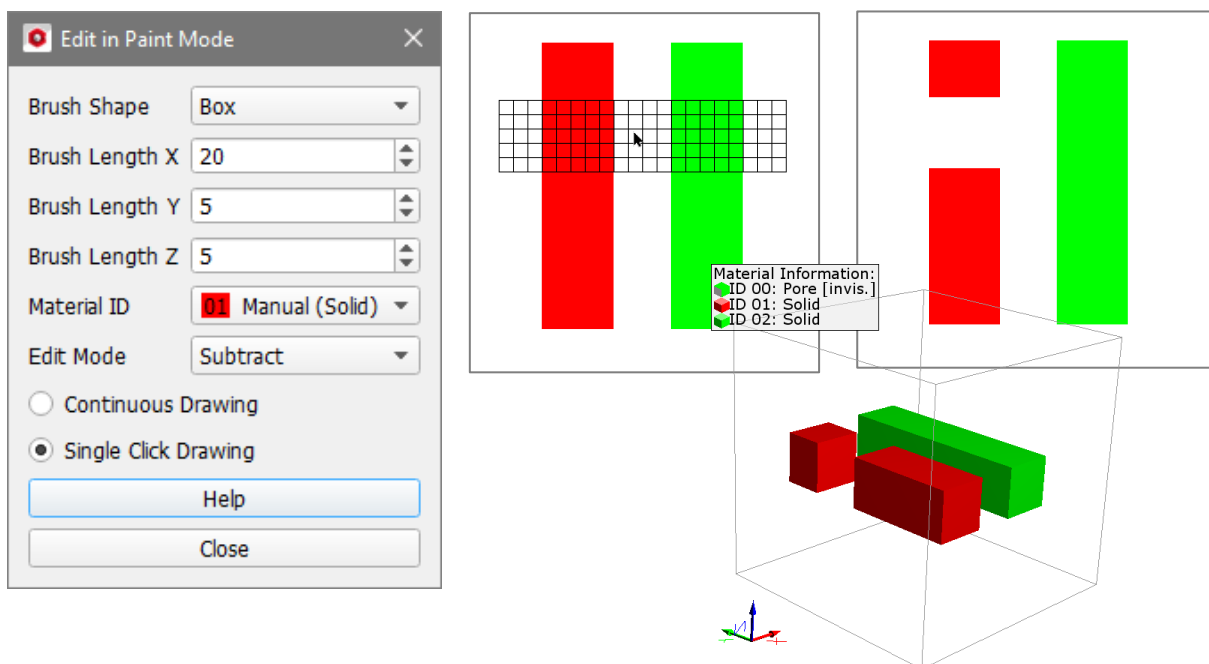 Edit in Paint Mode
Brush Shape Box
Brush Length X 20
Brush Length Y 5
Brush Length Z 5
Material ID 01 Manual (Solid)
Edit Mode Subtract
Continuous Drawing
Single Click Drawing
Help
Close
Material Information:
ID 00: Pore [invis.]
ID 01: Solid
ID 02: Solid